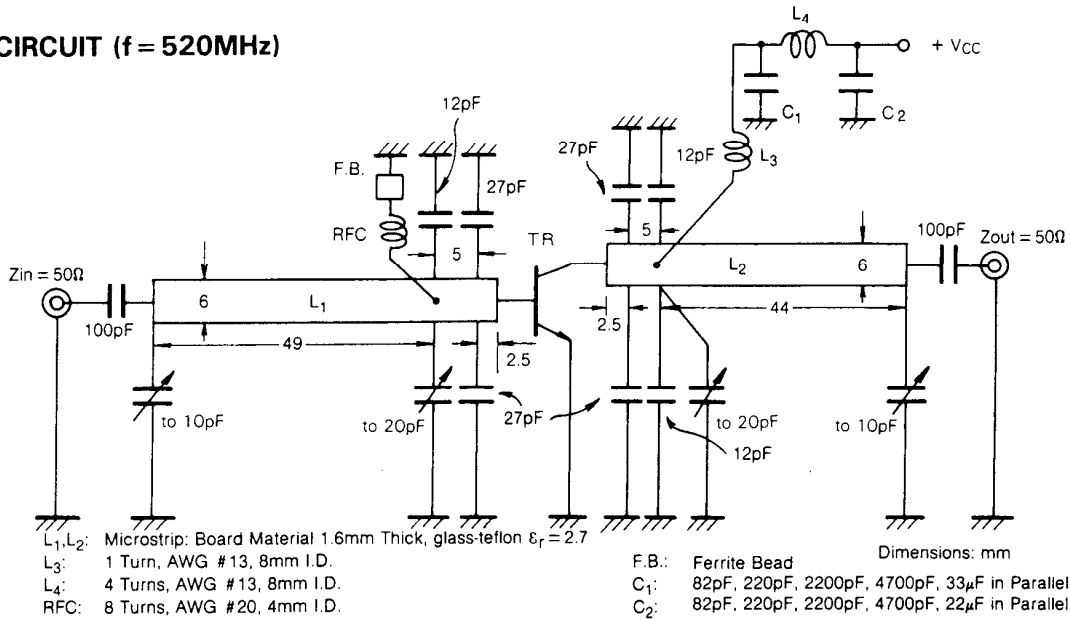 CIRCUIT (f = 520MHz)
L4
+ VCC
C1
C2
12pF
27pF
12pF
L3
F.B.
27pF
RFC
5
TR
5
100pF
Zout = 50Ω
Zin = 50Ω
6
L1
L2
6
100pF
49
2.5
2.5
44
to 10pF
to 20pF
27pF
to 20pF
to 10pF
12pF
L1,L2: Microstrip: Board Material 1.6mm Thick, glass-teflon εr = 2.7
L3: 1 Turn, AWG #13, 8mm I.D.
L4: 4 Turns, AWG #13, 8mm I.D.
RFC: 8 Turns, AWG #20, 4mm I.D.
Dimensions: mm
F.B.: Ferrite Bead
C1: 82pF, 220pF, 2200pF, 4700pF, 33µF in Parallel
C2: 82pF, 220pF, 2200pF, 4700pF, 22µF in Parallel